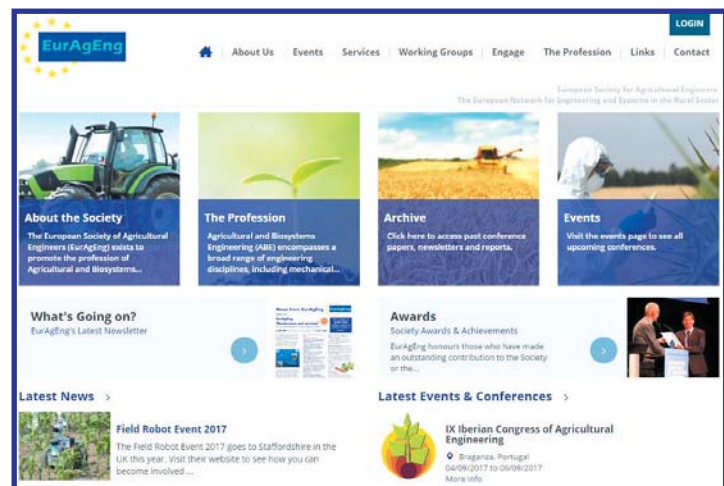 LOGIN
EurAgEng
About Us Events Services Working Groups Engage The Profession Links Contact
European Society for Agricultural Engineers
The European Network for Engineering and Systems in the Rural Sector
About the Society
The European Society of Agricultural
Engineers (EurAgEng) exists to
promote the profession of
Agricultural and Biosystems...
The Profession
Agricultural and Biosystems
Engineering (ABE) encompasses a
broad range of engineering
disciplines, including mechanical...
Archive
Click here to access past conference
papers, newsletters and reports.
Events
Visit the events page to see all
upcoming conferences.
What's Going on?
EurAgEng's Latest Newsletter
Awards
Society Awards & Achievements
EurAgEng honours those who have made
an outstanding contribution to the Society
or the...
Latest News >
Field Robot Event 2017
The Field Robot Event 2017 goes to Staffordshire in the
UK this year. Visit their website to see how you can
become involved ...
Latest Events & Conferences >
IX Iberian Congress of Agricultural
Engineering
Braganza, Portugal
04/09/2017 to 06/09/2017
More info